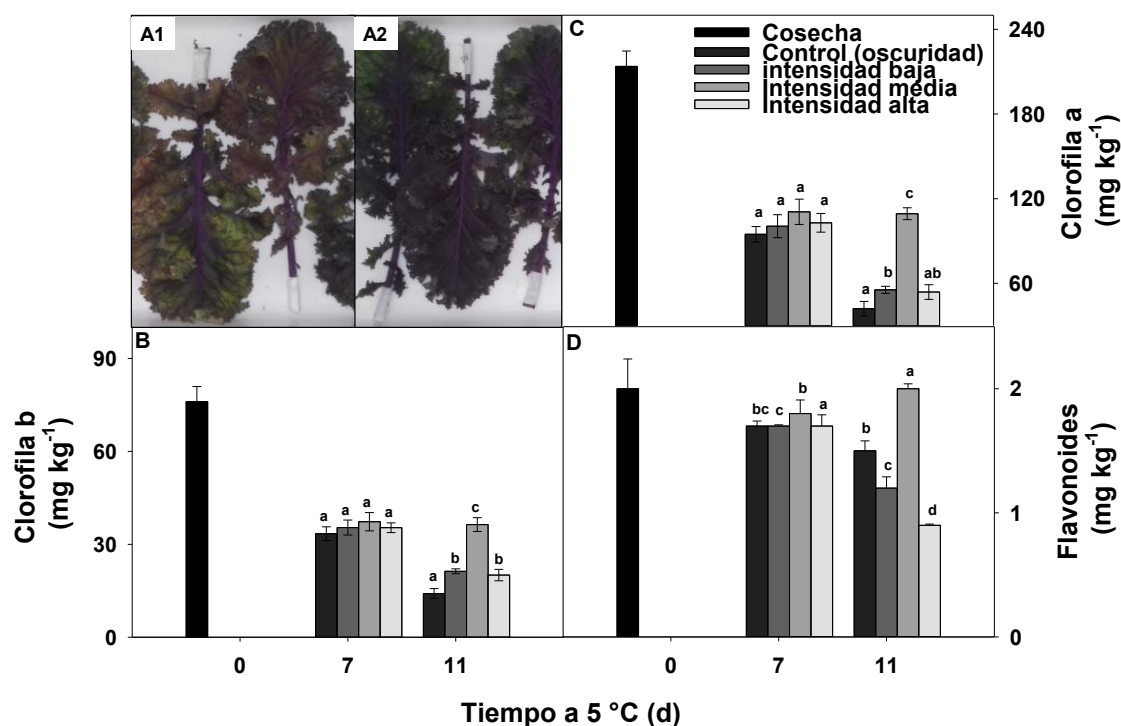 A1
A2
C
Cosecha
Control (oscuridad)
intensidad baja
Intensidad media
Intensidad alta
240
180
120
60
Clorofila a
(mg kg-1)
a a a a
a b c ab
B
90
60
30
0
Clorofila b
(mg kg-1)
a a a a
a b c b
0 7 11
D
bc c b a
b c a d
2
1
0
Flavonoides
(mg kg-1)
0 7 11
Tiempo a 5 °C (d)